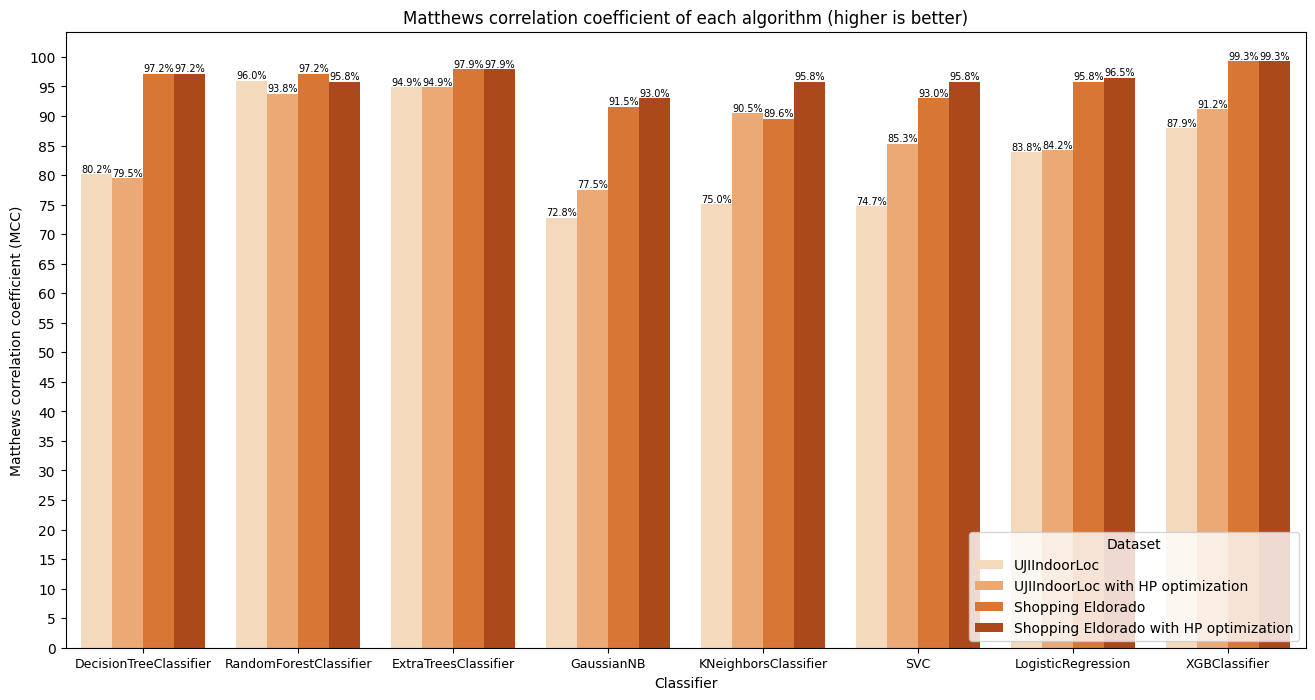 Matthews correlation coefficient of each algorithm (higher is better)
Matthews correlation coefficient (MCC)
100
95
90
85
80
75
70
65
60
55
50
45
40
35
30
25
20
15
10
5
0
80.2% 79.5% 97.2% 97.2%
96.0% 93.8% 97.2% 95.8%
94.9% 94.9% 97.9% 97.9%
72.8% 77.5% 91.5% 93.0%
75.0% 90.5% 89.6% 95.8%
74.7% 85.3% 93.0% 95.8%
83.8% 84.2% 95.8% 96.5%
87.9% 91.2% 99.3% 99.3%
Dataset
UJIIndoorLoc
UJIIndoorLoc with HP optimization
Shopping Eldorado
Shopping Eldorado with HP optimization
DecisionTreeClassifier RandomForestClassifier ExtraTreesClassifier GaussianNB KNeighborsClassifier SVC LogisticRegression XGBClassifier
Classifier